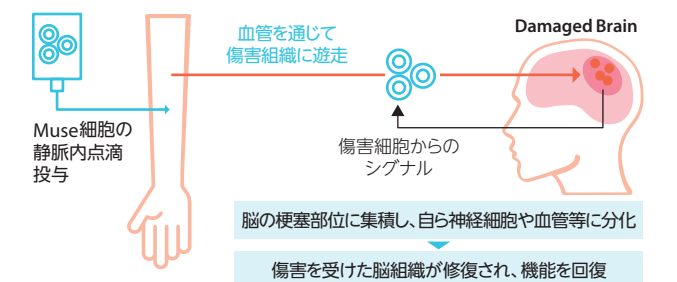 血管を通じて
傷害組織に遊走
Damaged Brain
Muse細胞の
静脈内点滴
投与
傷害細胞からの
シグナル
脳の梗塞部位に集積し、自ら神経細胞や血管等に分化
傷害を受けた脳組織が修復され、機能を回復